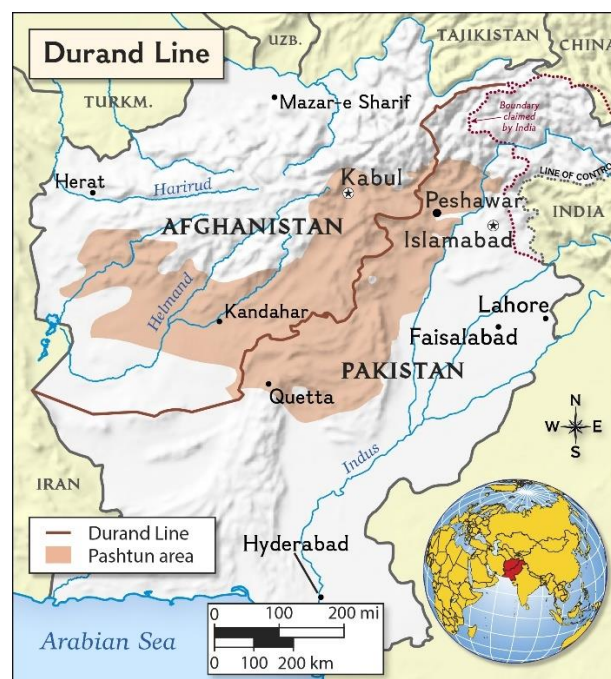 Durand Line
UZB.
TAJIKISTAN
CHINA
TURKM.
Mazar-e Sharif
Boundary
claimed
by India
Herat
Harirud
Kabul
LINE OF CONTROL
Peshawar
AFGHANISTAN
INDIA
Islamabad
Helmand
Kandahar
Lahore
Faisalabad
PAKISTAN
Quetta
N
W
E
S
Indus
IRAN
Durand Line
Pashtun area
Hyderabad
0 100 200 mi
0 100 200 km
Arabian Sea